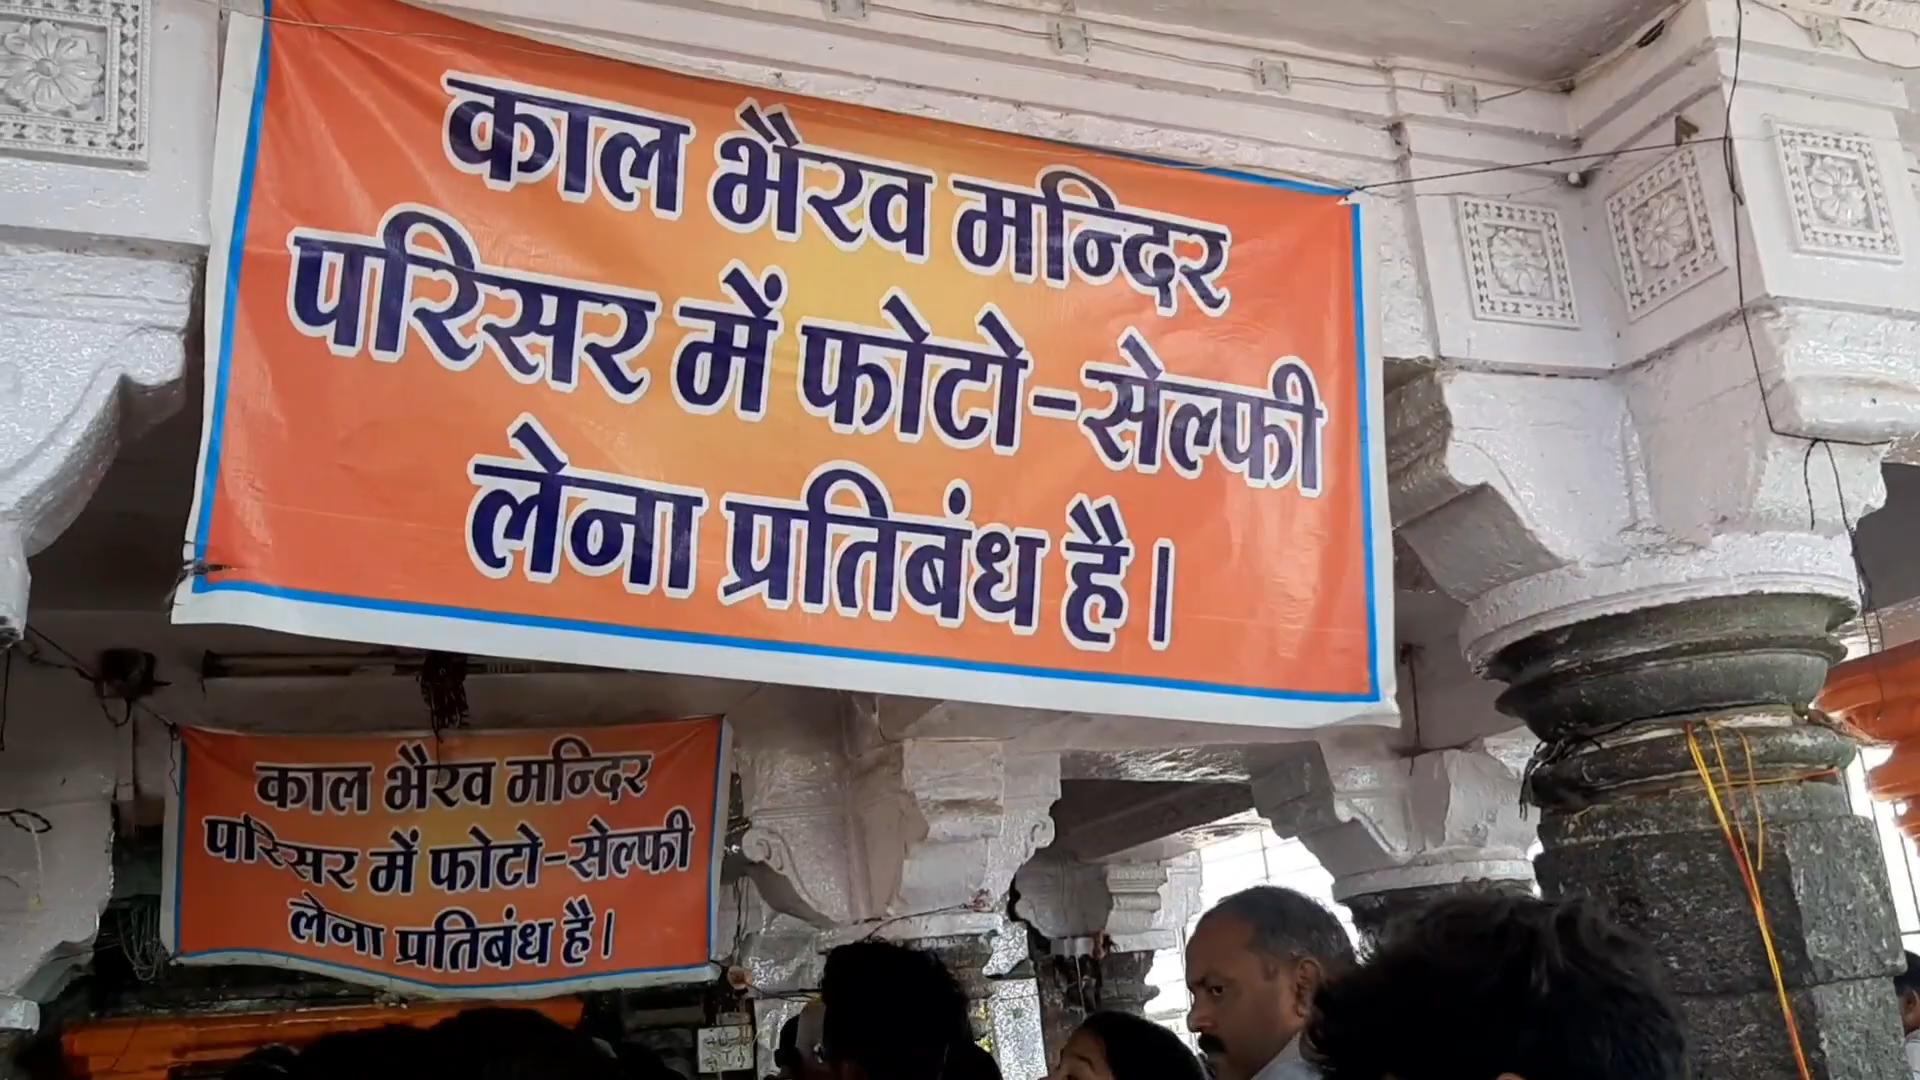 काल भैरव मन्दिर
परिसर में फोटो-सेल्फी
लेना प्रतिबंध है।
काल भैरव मन्दिर
परिसर में फोटो-सेल्फी
लेना प्रतिबंध है।